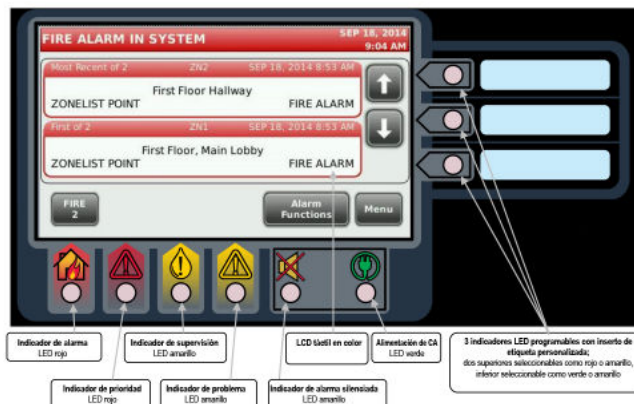 FIRE ALARM IN SYSTEM
SEP 18, 2014
9:04 AM
Most Recent of 2 ZN2 SEP 18, 2014 8:53 AM
First Floor Hallway
ZONELIST POINT FIRE ALARM
First of 2 ZN1 SEP 18, 2014 8:53 AM
First Floor, Main Lobby
ZONELIST POINT FIRE ALARM
FIRE
2
Alarm
Functions
Menu
Indicador de alarma
LED rojo
Indicador de supervisión
LED amarillo
LCD táctil en color
Alimentación de CA
LED verde
3 indicadores LED programables con inserto de
etiqueta personalizada;
dos superiores seleccionables como rojo o amarillo,
inferior seleccionable como verde o amarillo
Indicador de prioridad
LED rojo
Indicador de problema
LED amarillo
Indicador de alarma silenciada
LED amarillo